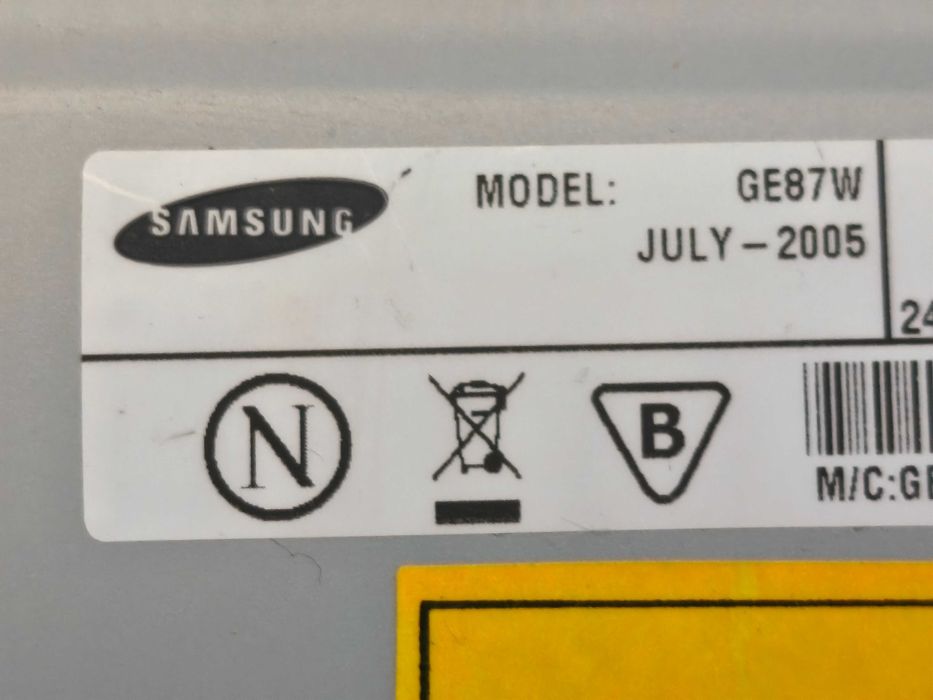 SAMSUNG
MODEL: GE87W
JULY-2005
24
N
B
M/C:GE